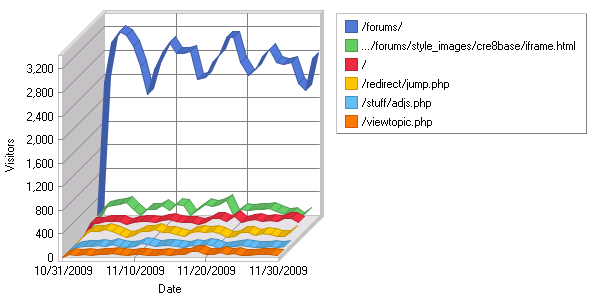 /forums/
.../forums/style_images/cre8base/iframe.html
/
/redirect/jump.php
/stuff/adjs.php
/viewtopic.php
Visitors
3,200
2,800
2,400
2,000
1,600
1,200
800
400
0
10/31/2009 11/10/2009 11/20/2009 11/30/2009
Date